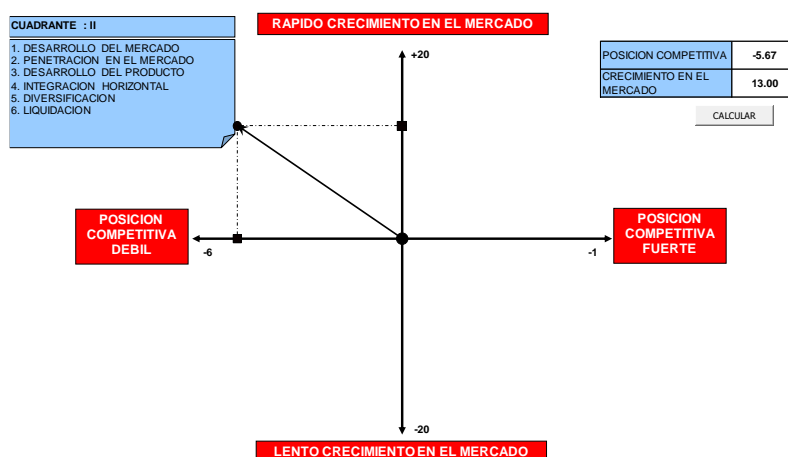 CUADRANTE : II
1. DESARROLLO DEL MERCADO
2. PENETRACION EN EL MERCADO
3. DESARROLLO DEL PRODUCTO
4. INTEGRACION HORIZONTAL
5. DIVERSIFICACION
6. LIQUIDACION
RAPIDO CRECIMIENTO EN EL MERCADO
+20
POSICION COMPETITIVA -5.67
CRECIMIENTO EN EL
MERCADO 13.00
CALCULAR
POSICION
COMPETITIVA
DEBIL
-6
-1
POSICION
COMPETITIVA
FUERTE
-20
LENTO CRECIMIENTO EN EL MERCADO